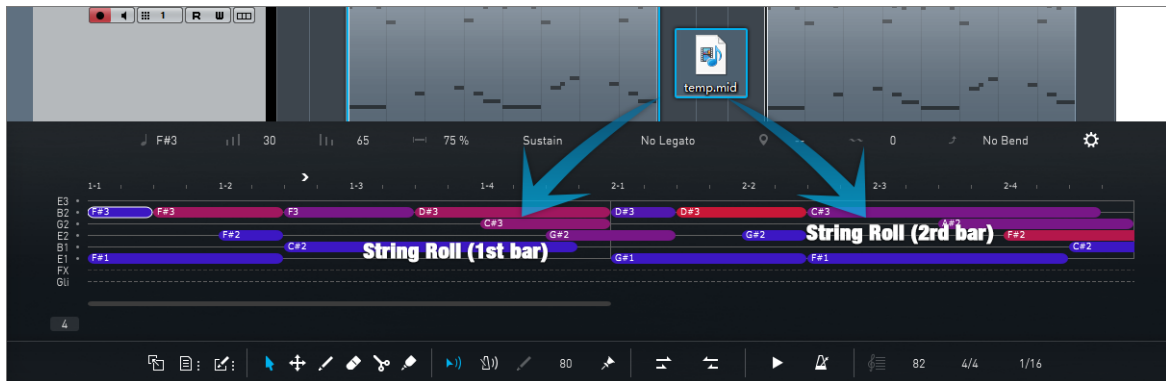 1 R W
temp.mid
F#3 30 65 75 % Sustain No Legato -- 0 No Bend
1-1 1-2 1-3 1-4 2-1 2-2 2-3 2-4
E3
B2 F#3 F#3 F3 D#3 D#3 D#3 C#3
G2 C#3 A#2
E2 F#2 G#2 G#2 F#2
B1 C#2 C#2
E1 F#1 G#1 F#1
String Roll (1st bar) String Roll (2rd bar)
FX
Gli
4
80 82 4/4 1/16